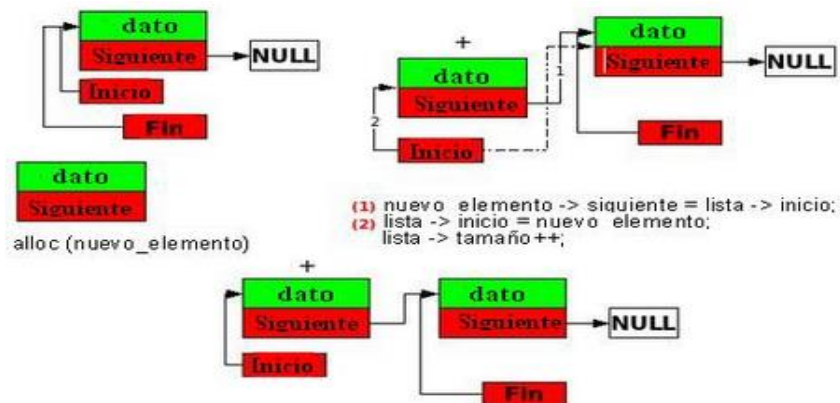 dato
Siguiente
NULL
Inicio
Fin
dato
Siguiente
alloc (nuevo_elemento)
+
dato
Siguiente
1
2
Inicio
dato
Siguiente
NULL
Fin
(1) nuevo elemento -> siguiente = lista -> inicio;
(2) lista -> inicio = nuevo elemento;
lista -> tamaño++;
+
dato
Siguiente
Inicio
dato
Siguiente
NULL
Fin